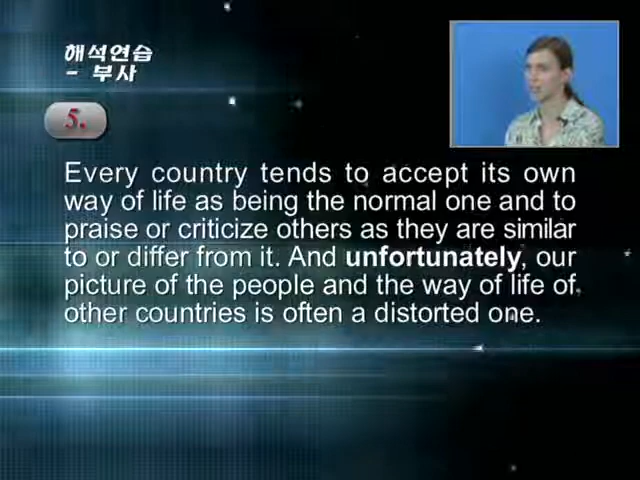 해석연습
- 부사
5.
Every country tends to accept its own
way of life as being the normal one and to
praise or criticize others as they are similar
to or differ from it. And unfortunately, our
picture of the people and the way of life of
other countries is often a distorted one.